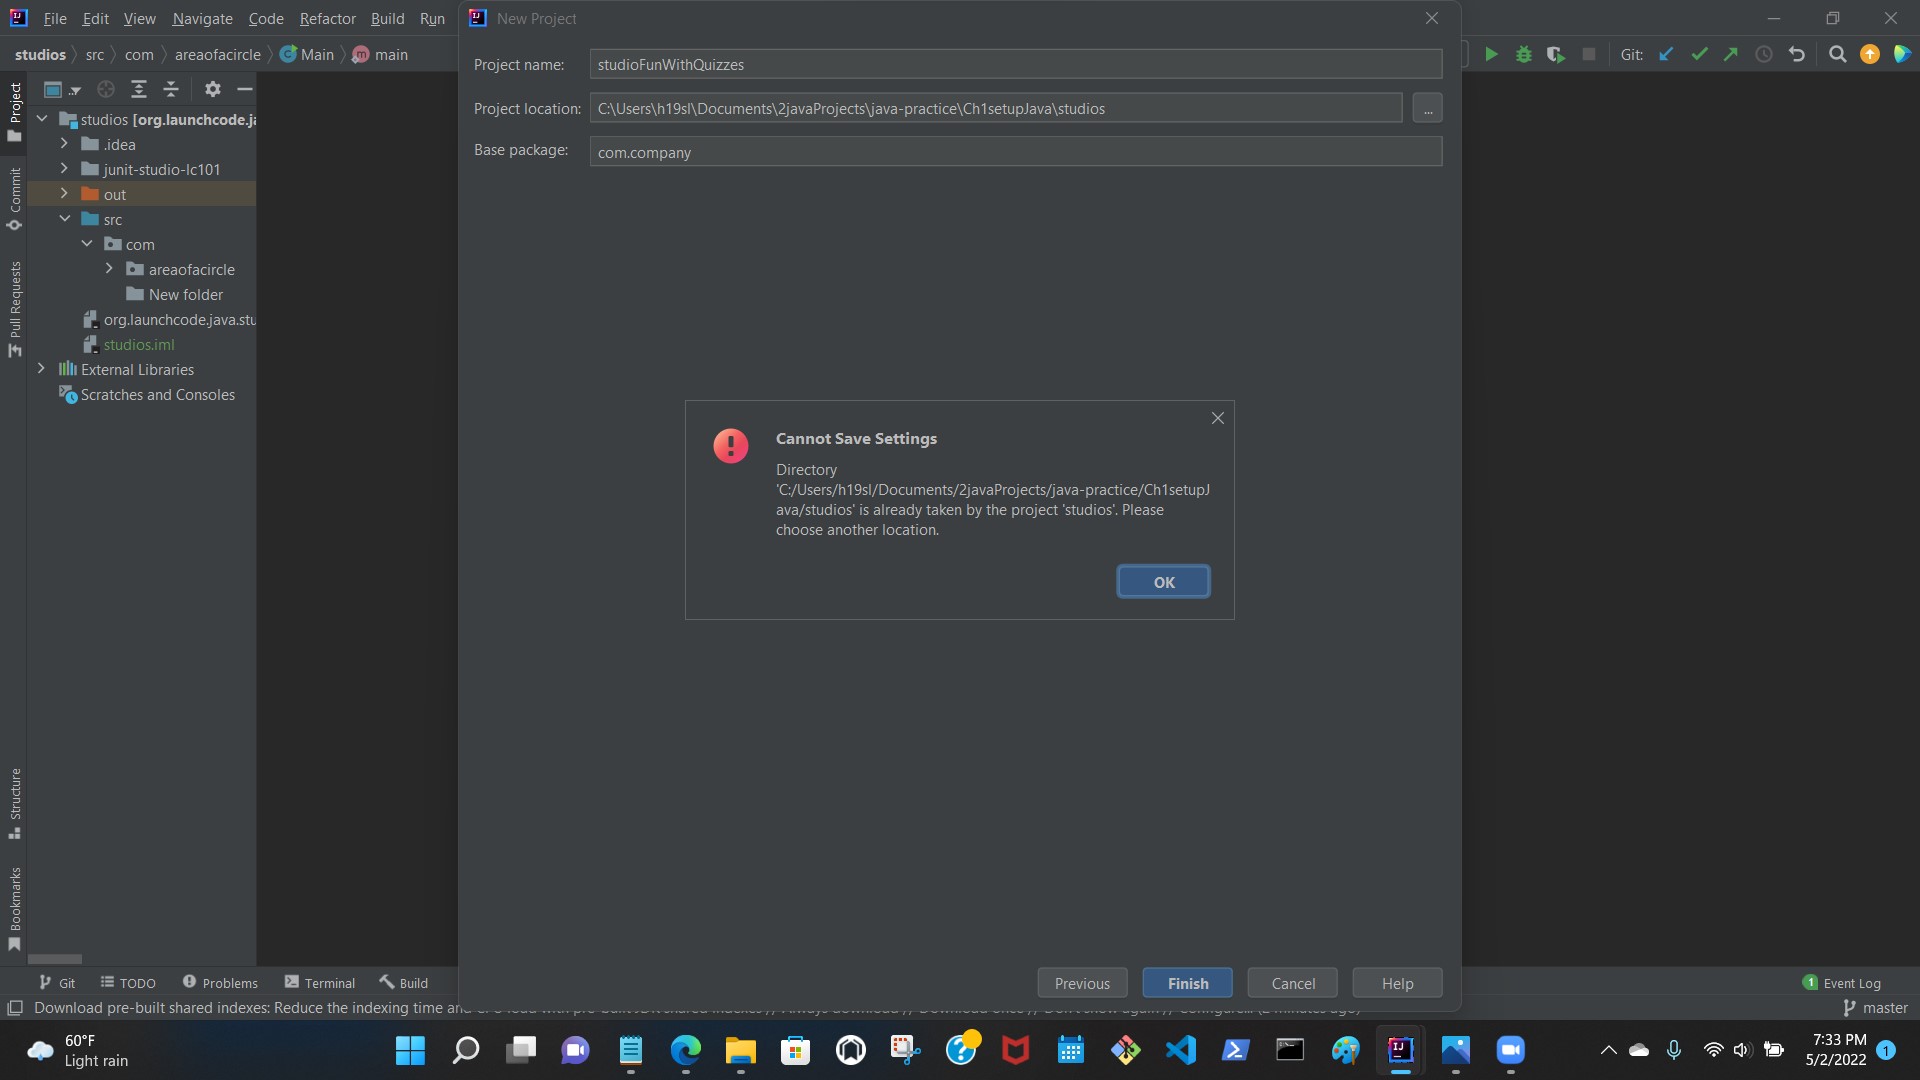 File Edit View Navigate Code Refactor Build Run
New Project
studios src com areaofacircle Main main
Git:
Project name: studioFunWithQuizzes
Project location: C:\Users\h19sl\Documents\2javaProjects\java-practice\Ch1setupJava\studios ...
Base package: com.company
Project
Commit
Pull Requests
Structure
Bookmarks
studios [org.launchcode.ja
.idea
junit-studio-lc101
out
src
com
areaofacircle
New folder
org.launchcode.java.stu
studios.iml
External Libraries
Scratches and Consoles
Cannot Save Settings
Directory
'C:/Users/h19sl/Documents/2javaProjects/java-practice/Ch1setupJ
ava/studios' is already taken by the project 'studios'. Please
choose another location.
OK
Previous Finish Cancel Help
Git TODO Problems Terminal Build
1 Event Log
Download pre-built shared indexes: Reduce the indexing time an
master
60°F
Light rain
7:33 PM
5/2/2022
1